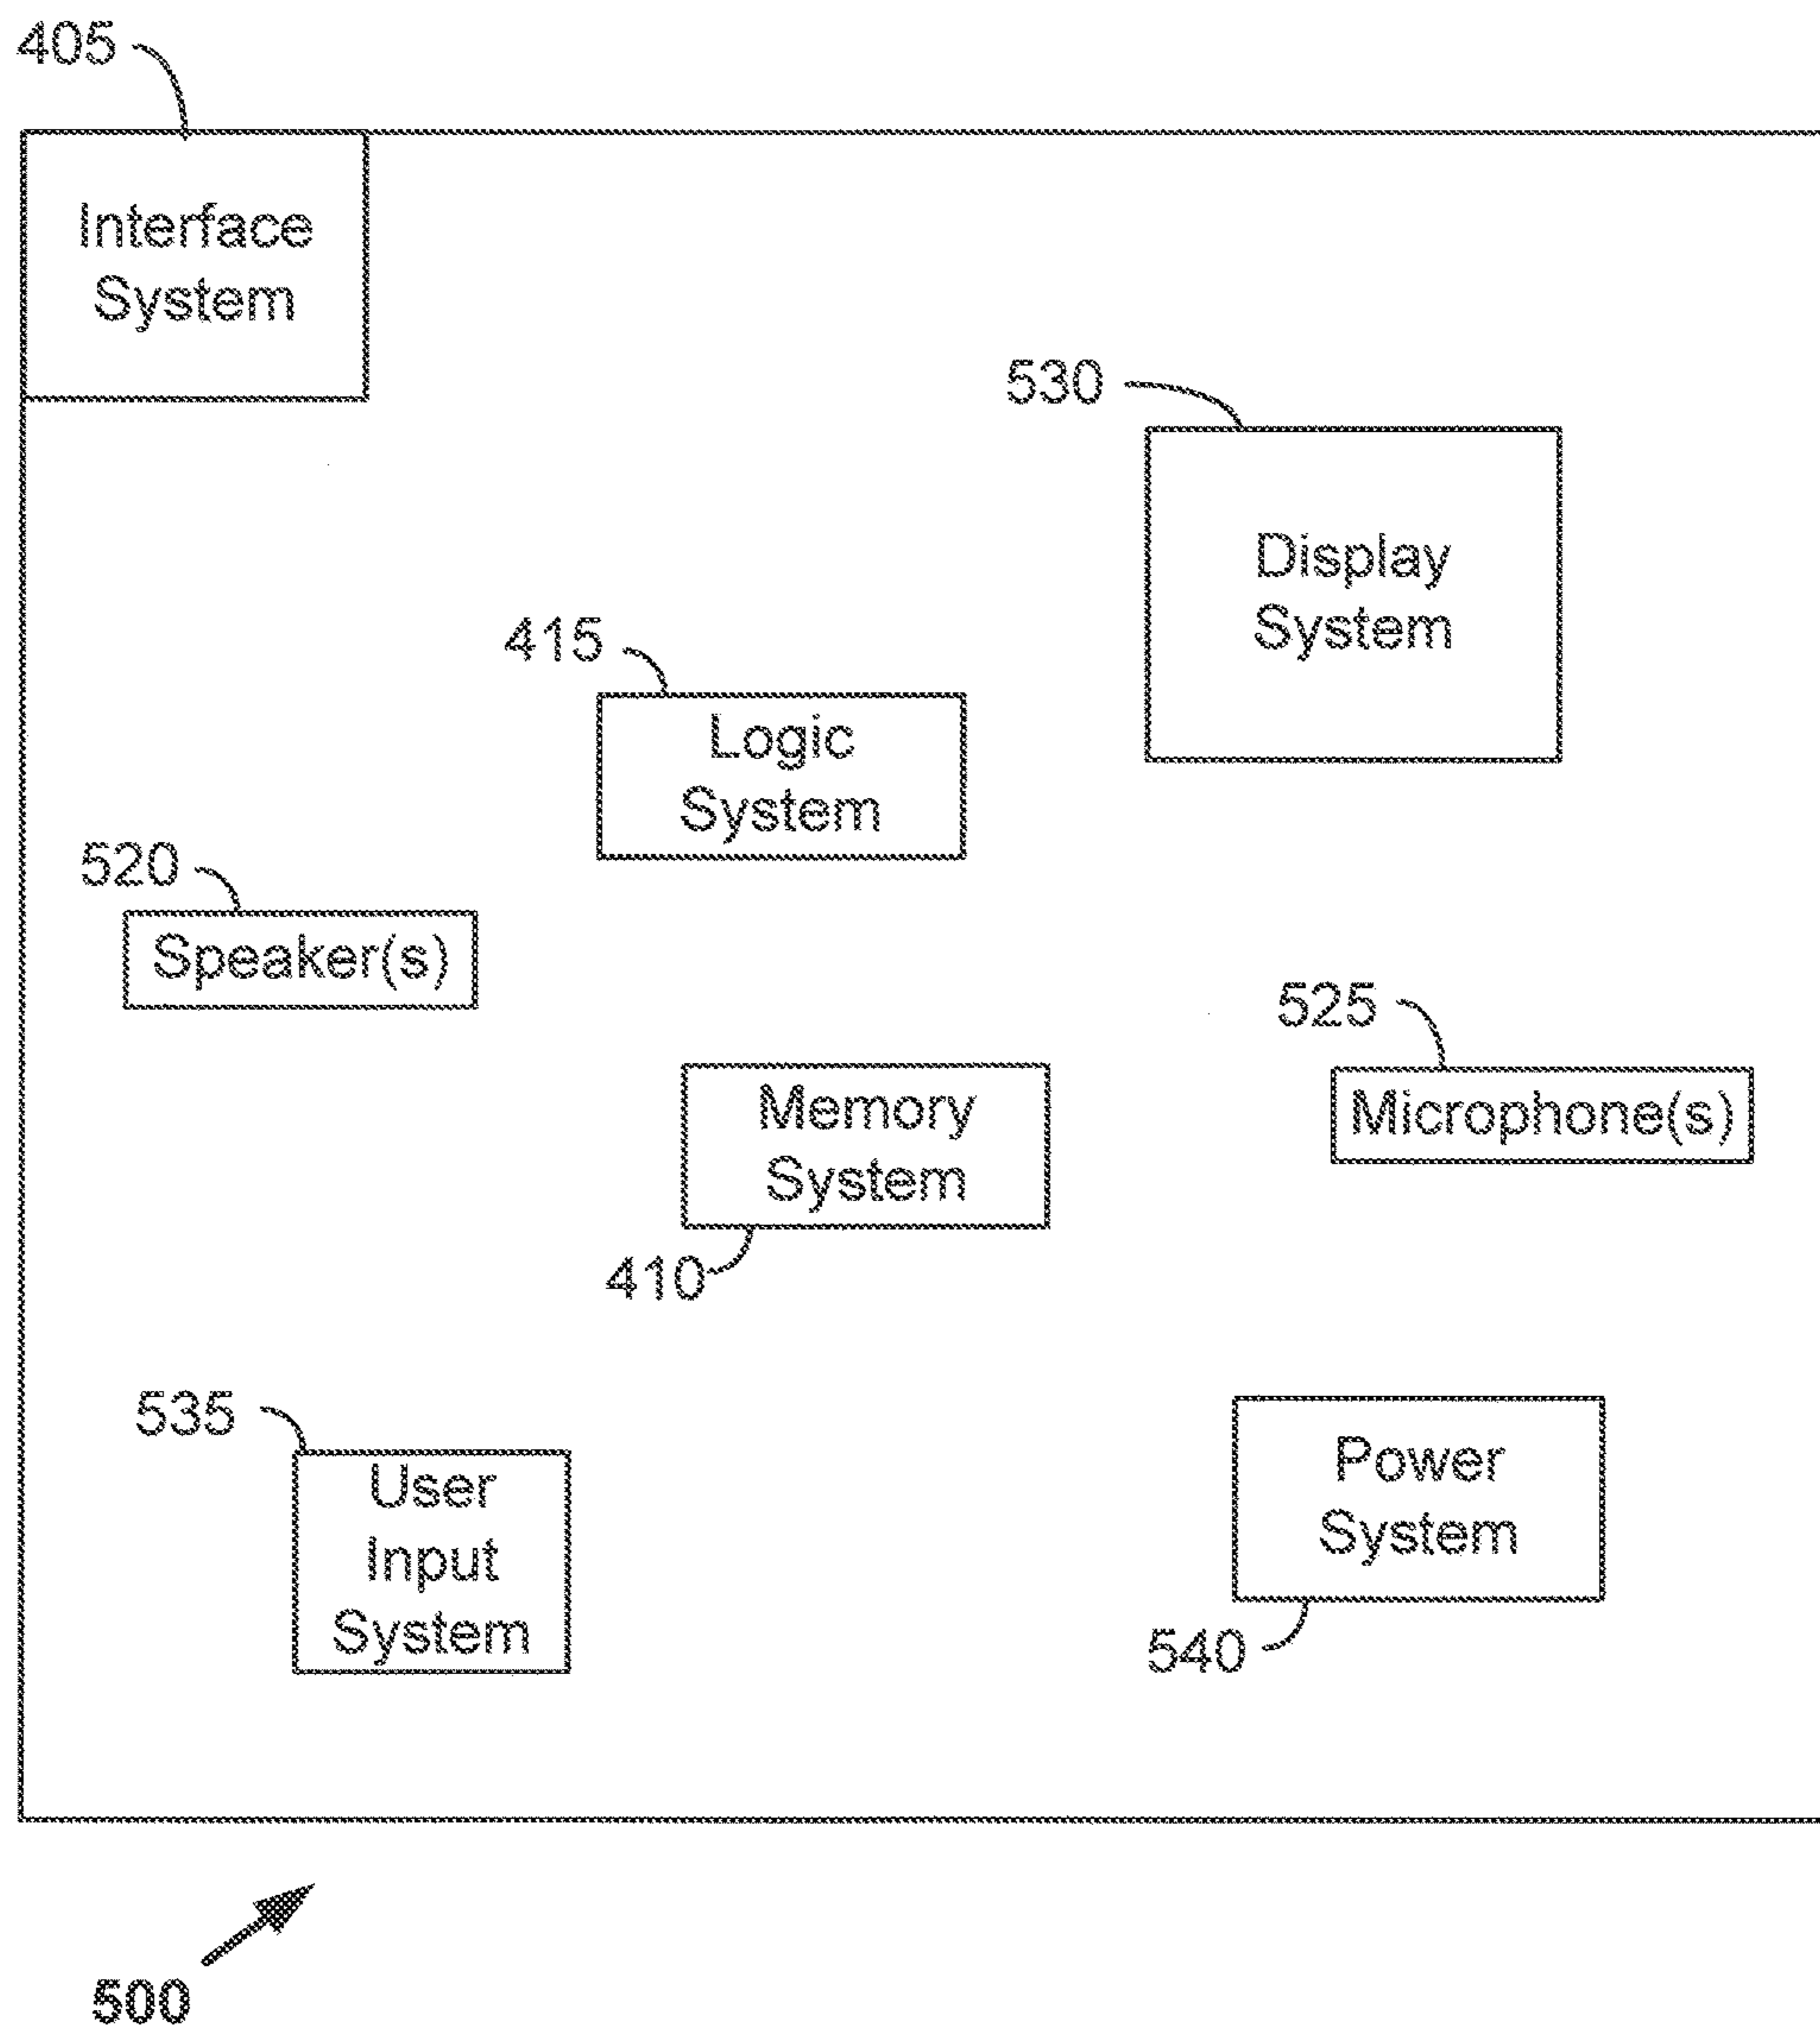 405
Interface
System
530
Display
System
415
Logic
System
520
Speaker(s)
525
Microphone(s)
Memory
System
410
535
User
Input
System
Power
System
540
500